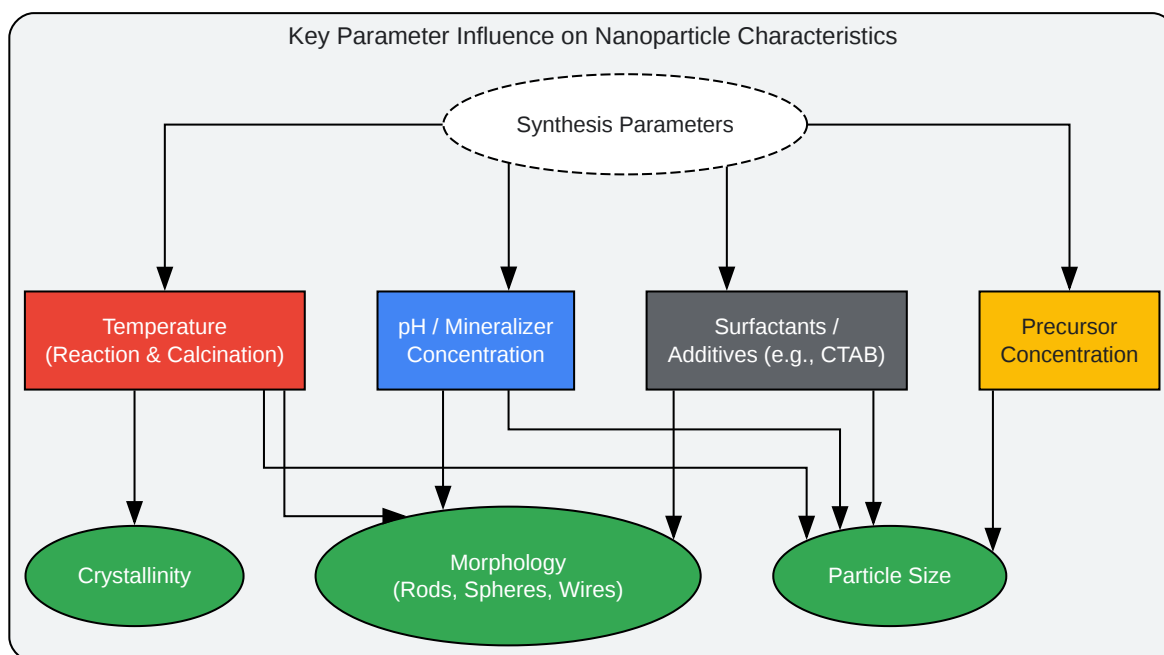 Key Parameter Influence on Nanoparticle Characteristics
Synthesis Parameters
Temperature
(Reaction & Calcination)
pH / Mineralizer
Concentration
Surfactants /
Additives (e.g., CTAB)
Precursor
Concentration
Crystallinity
Morphology
(Rods, Spheres, Wires)
Particle Size